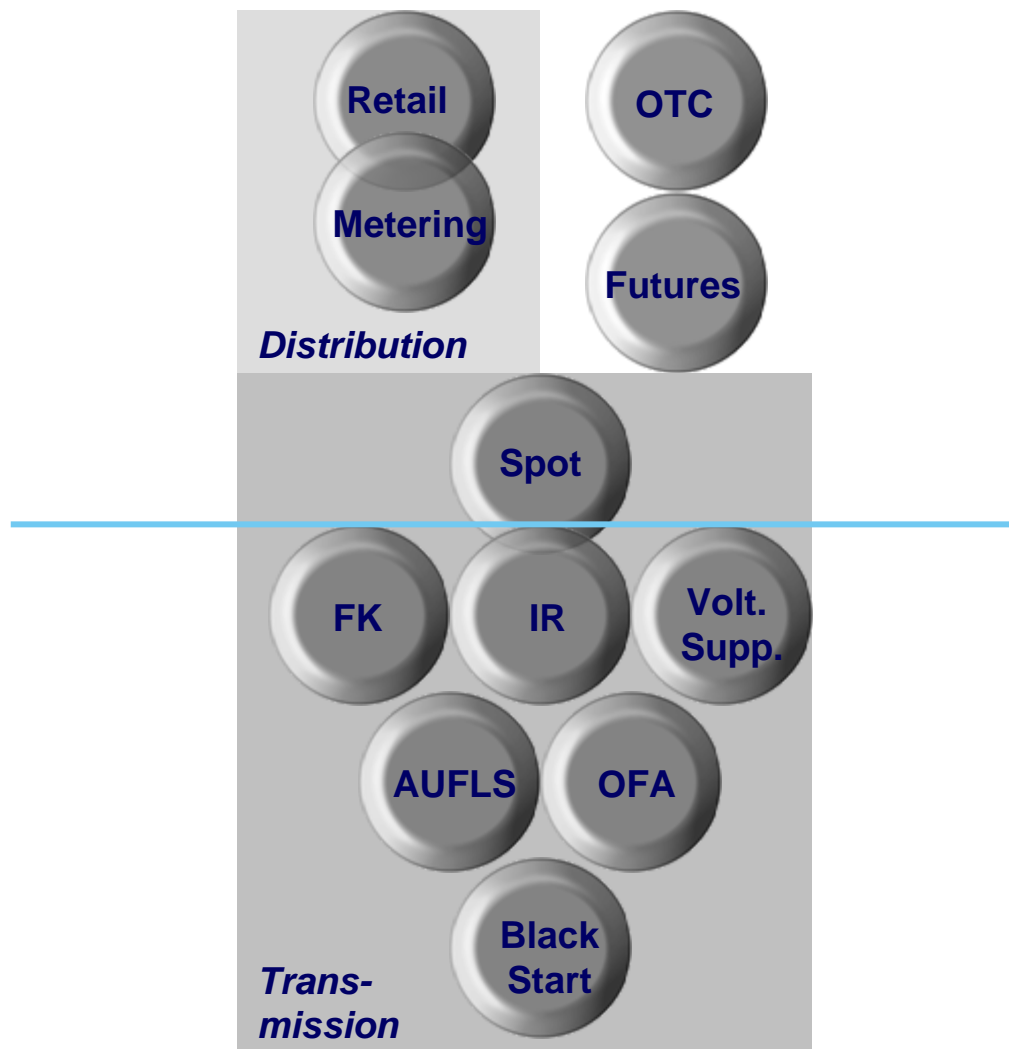 Retail
OTC
Metering
Futures
Distribution
Spot
FK
IR
Volt.
Supp.
AUFLS
OFA
Black
Start
Trans-
mission